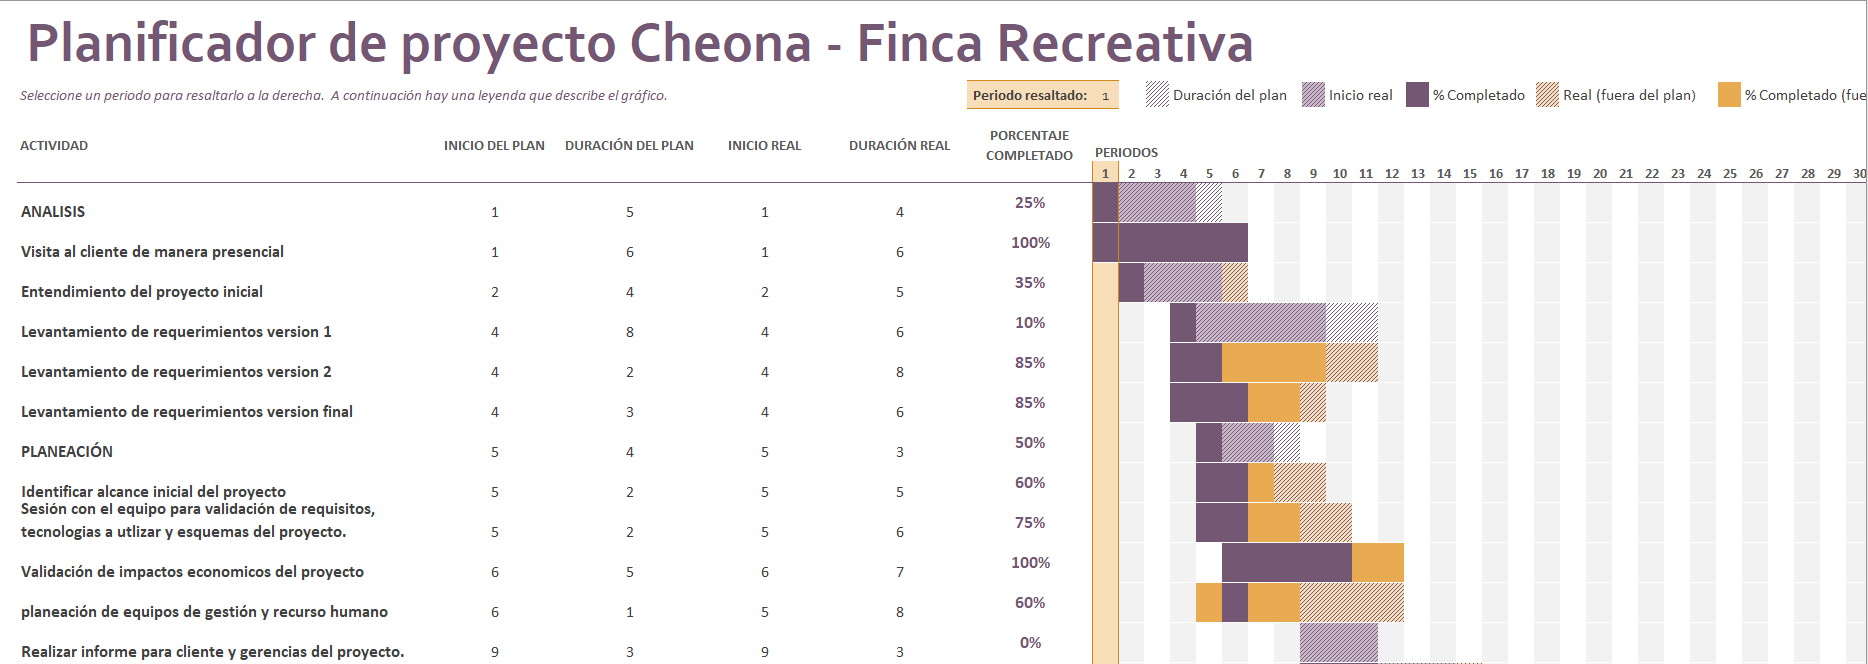 Planificador de proyecto Cheona - Finca Recreativa
Seleccione un periodo para resaltarlo a la derecha. A continuación hay una leyenda que describe el gráfico.
Periodo resaltado: 1
Duración del plan
Inicio real
% Completado
Real (fuera del plan)
% Completado (fue
ACTIVIDAD INICIO DEL PLAN DURACIÓN DEL PLAN INICIO REAL DURACIÓN REAL PORCENTAJE COMPLETADO PERIODOS
1 2 3 4 5 6 7 8 9 10 11 12 13 14 15 16 17 18 19 20 21 22 23 24 25 26 27 28 29 30
ANALISIS 1 5 1 4 25%
Visita al cliente de manera presencial 1 6 1 6 100%
Entendimiento del proyecto inicial 2 4 2 5 35%
Levantamiento de requerimientos version 1 4 8 4 6 10%
Levantamiento de requerimientos version 2 4 2 4 8 85%
Levantamiento de requerimientos version final 4 3 4 6 85%
PLANEACIÓN 5 4 5 3 50%
Identificar alcance inicial del proyecto 5 2 5 5 60%
Sesión con el equipo para validación de requisitos,
tecnologias a utlizar y esquemas del proyecto. 5 2 5 6 75%
Validación de impactos economicos del proyecto 6 5 6 7 100%
planeación de equipos de gestión y recurso humano 6 1 5 8 60%
Realizar informe para cliente y gerencias del proyecto. 9 3 9 3 0%